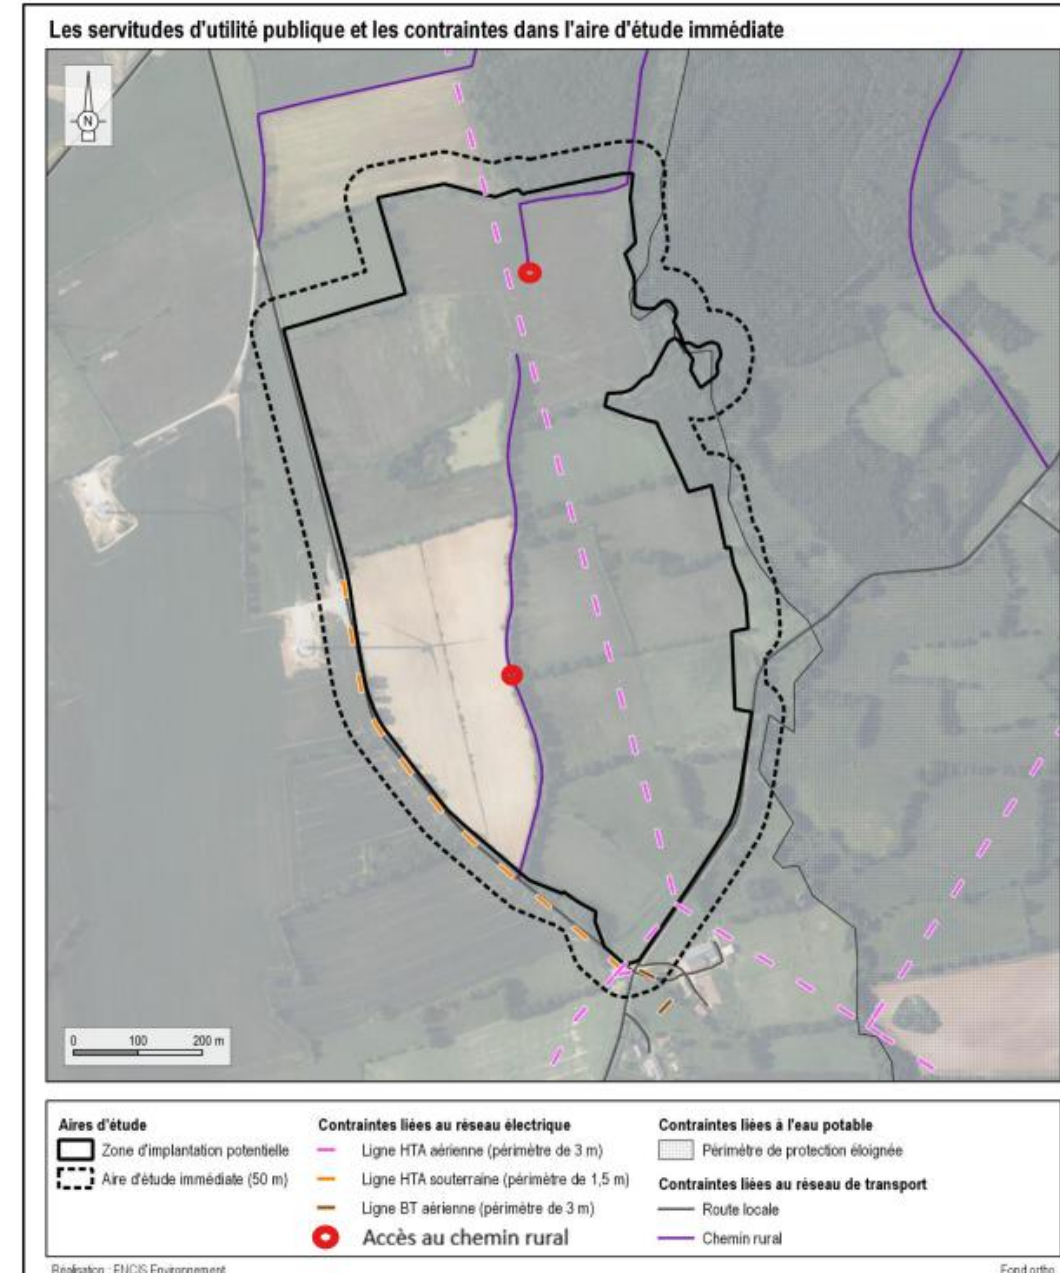 Les servitudes d'utilité publique et les contraintes dans l'aire d'étude immédiate
N
0 100 200 m
Aires d'étude
Zone d'implantation potentielle
Aire d'étude immédiate (50 m)
Contraintes liées au réseau électrique
Ligne HTA aérienne (périmètre de 3 m)
Ligne HTA souterraine (périmètre de 1,5 m)
Ligne BT aérienne (périmètre de 3 m)
Accès au chemin rural
Contraintes liées à l'eau potable
Périmètre de protection éloignée
Contraintes liées au réseau de transport
Route locale
Chemin rural
Réalisation : ENCIS Environnement
Fond ortho